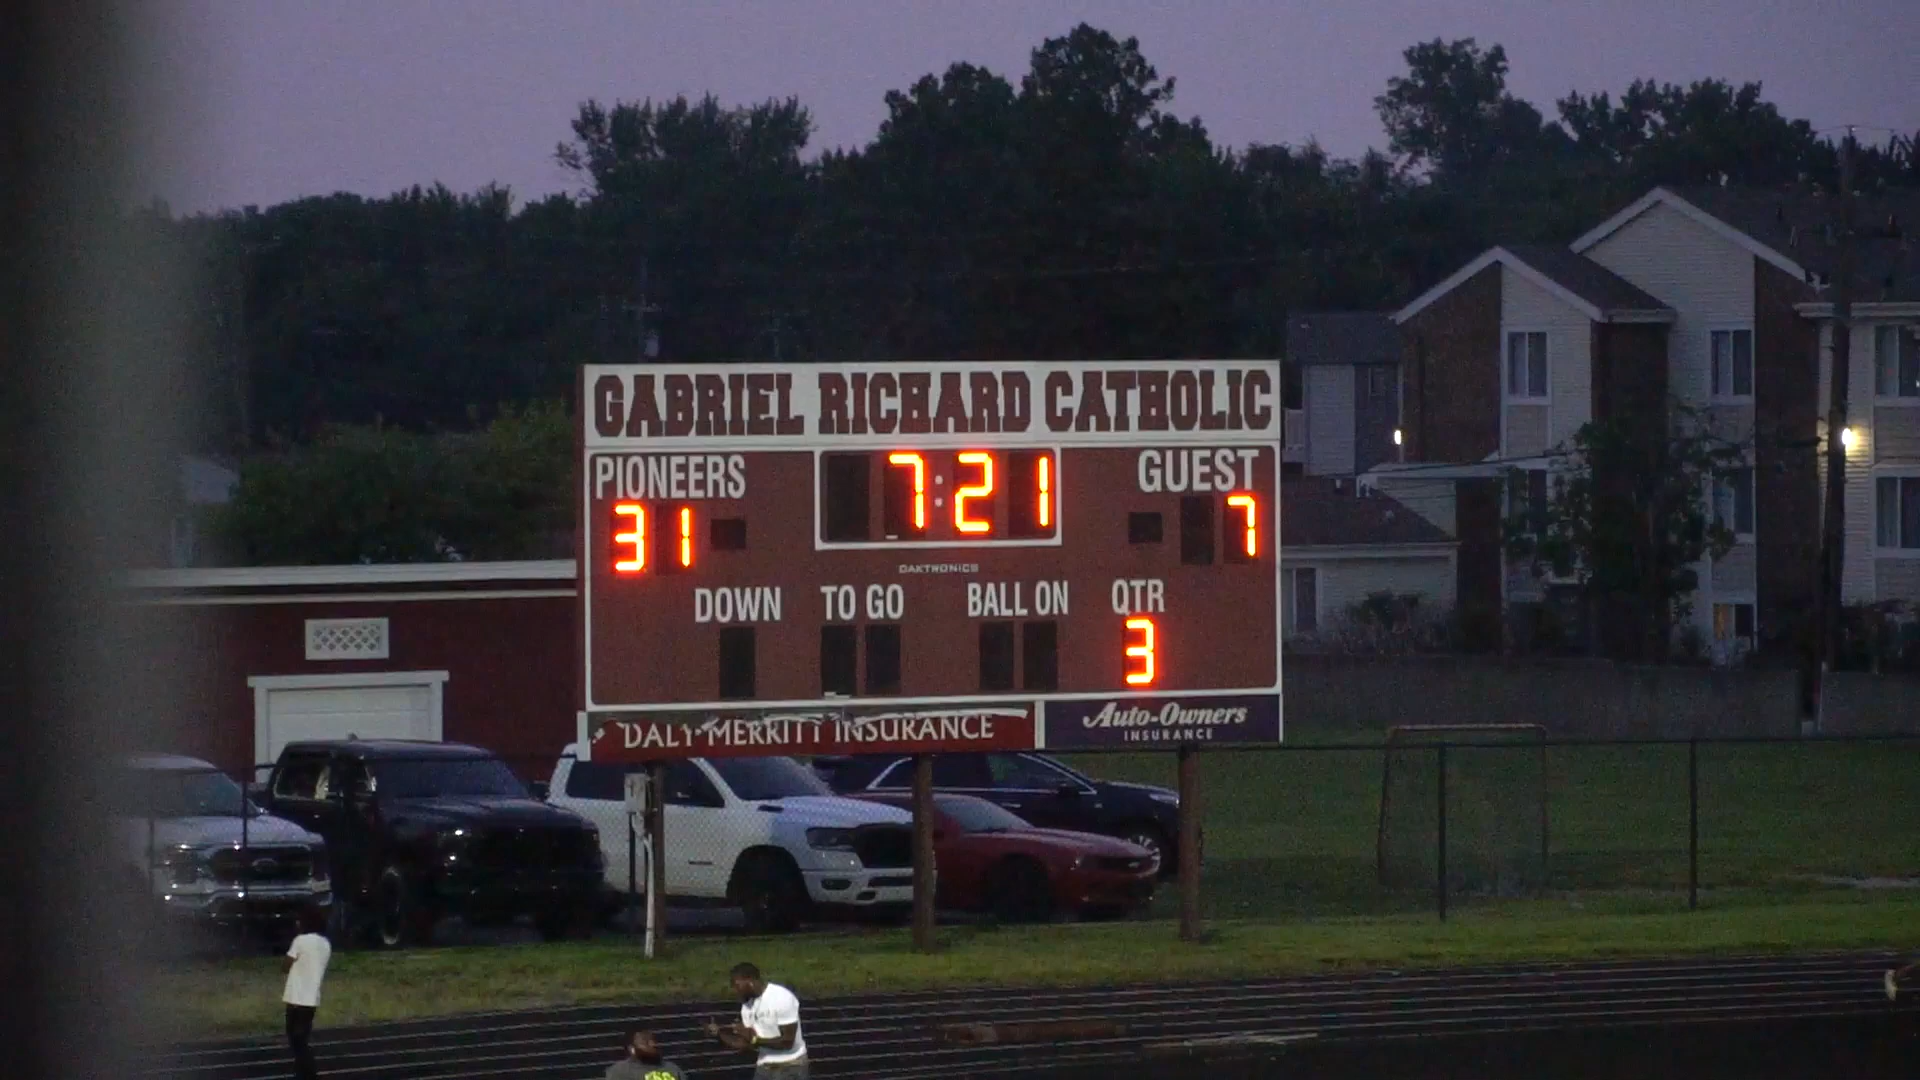 GABRIEL RICHARD CATHOLIC
PIONEERS 7:21 GUEST
31 7
DAKTRONICS
DOWN TO GO BALL ON QTR
3
DALY MERRITT INSURANCE
Auto-Owners
INSURANCE